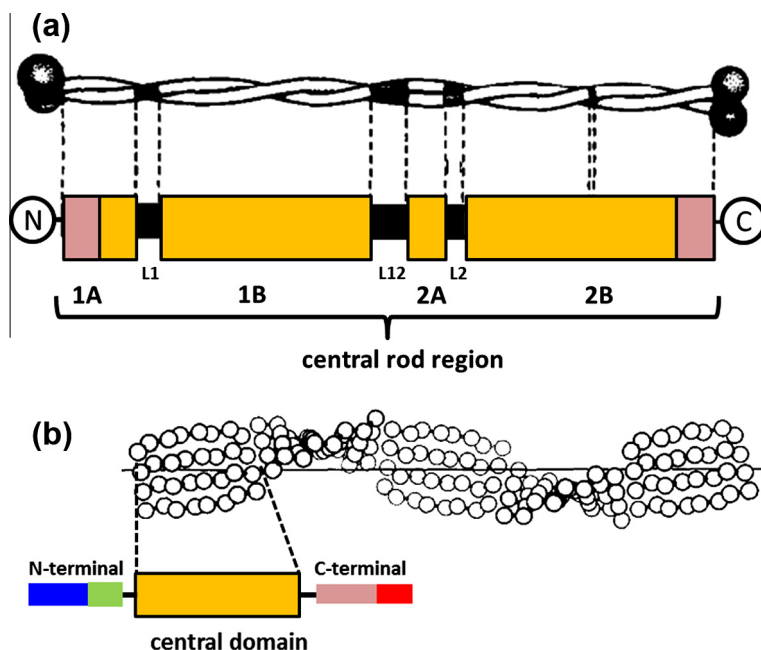 (a)
N
C
L1
L12
L2
1A
1B
2A
2B
central rod region
(b)
N-terminal
C-terminal
central domain